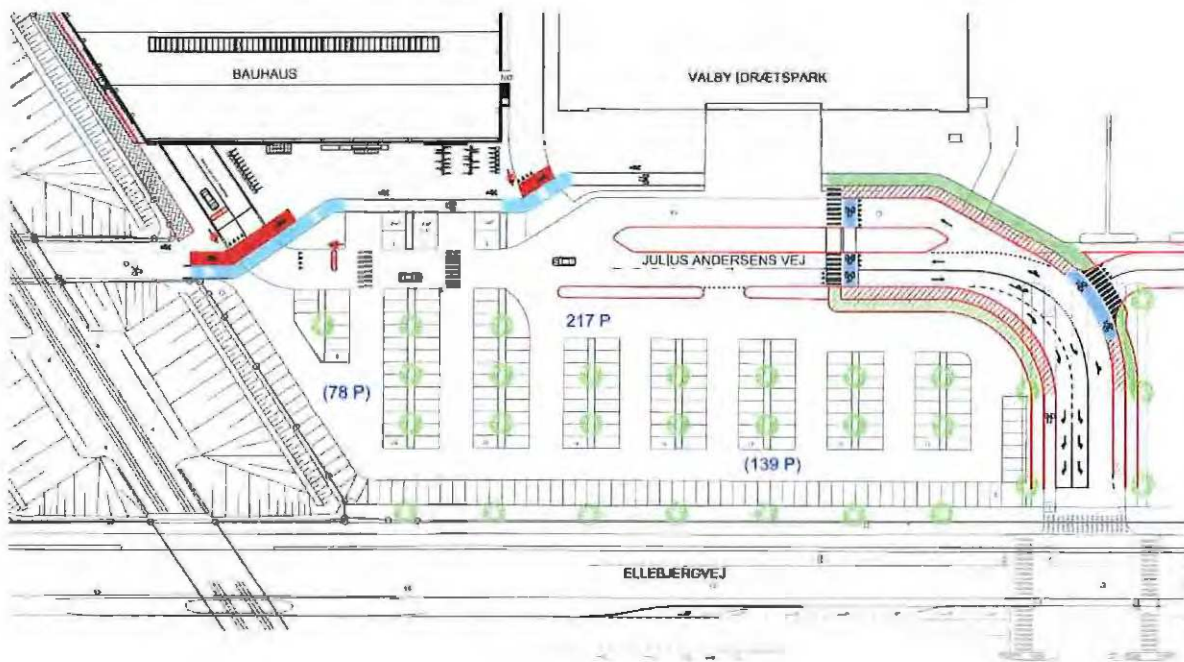 BAUHAUS
VALBY IDRÆTSPARK
JULIUS ANDERSENS VEJ
217 P
(78 P)
(139 P)
ELLEBJERGVEJ